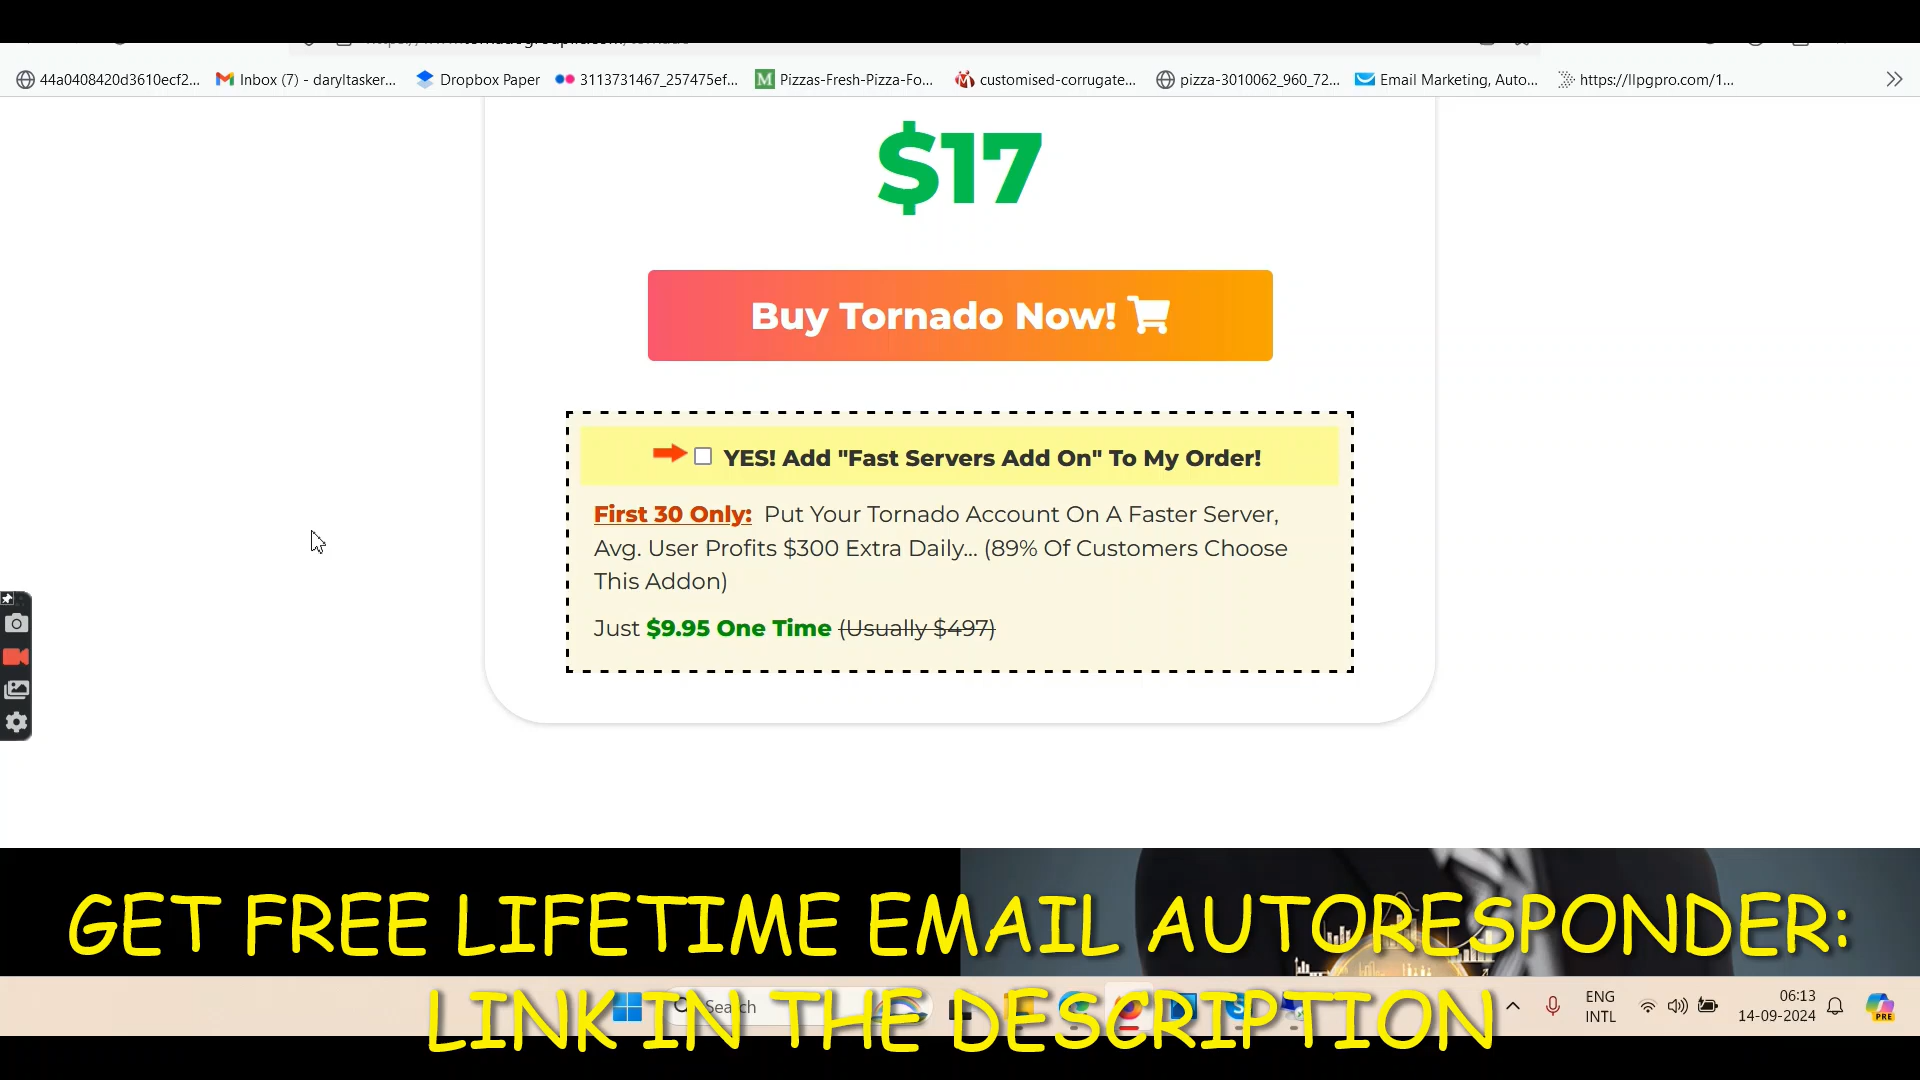 44a0408420d3610ecf2...
Inbox (7) - daryltasker...
Dropbox Paper
3113731467_257475ef...
Pizzas-Fresh-Pizza-Fo...
customised-corrugate...
pizza-3010062_960_72...
Email Marketing, Auto...
https://llpgpro.com/1...
$17
Buy Tornado Now!
YES! Add "Fast Servers Add On" To My Order!
First 30 Only: Put Your Tornado Account On A Faster Server,
Avg. User Profits $300 Extra Daily... (89% Of Customers Choose
This Addon)
Just $9.95 One Time (Usually $497)
GET FREE LIFETIME EMAIL AUTORESPONDER:
LINK IN THE DESCRIPTION
Search
ENG
INTL
06:13
14-09-2024
PRE